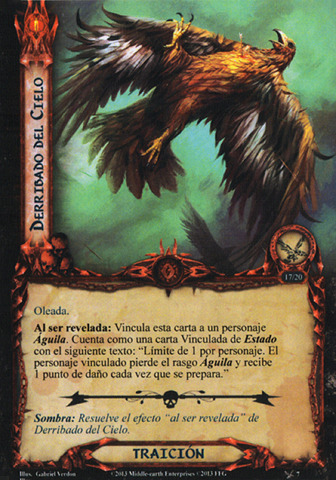 Derribado del Cielo
17/20
Oleada.
Al ser revelada: Vincula esta carta a un personaje
Águila. Cuenta como una carta Vinculada de Estado
con el siguiente texto: “Límite de 1 por personaje. El
personaje vinculado pierde el rasgo Águila y recibe
1 punto de daño cada vez que se prepara.”
Sombra: Resuelve el efecto “al ser revelada” de
Derribado del Cielo.
TRAICIÓN
Illus. Gabriel Verdon
©2013 Middle-earth Enterprises ©2013 FFG